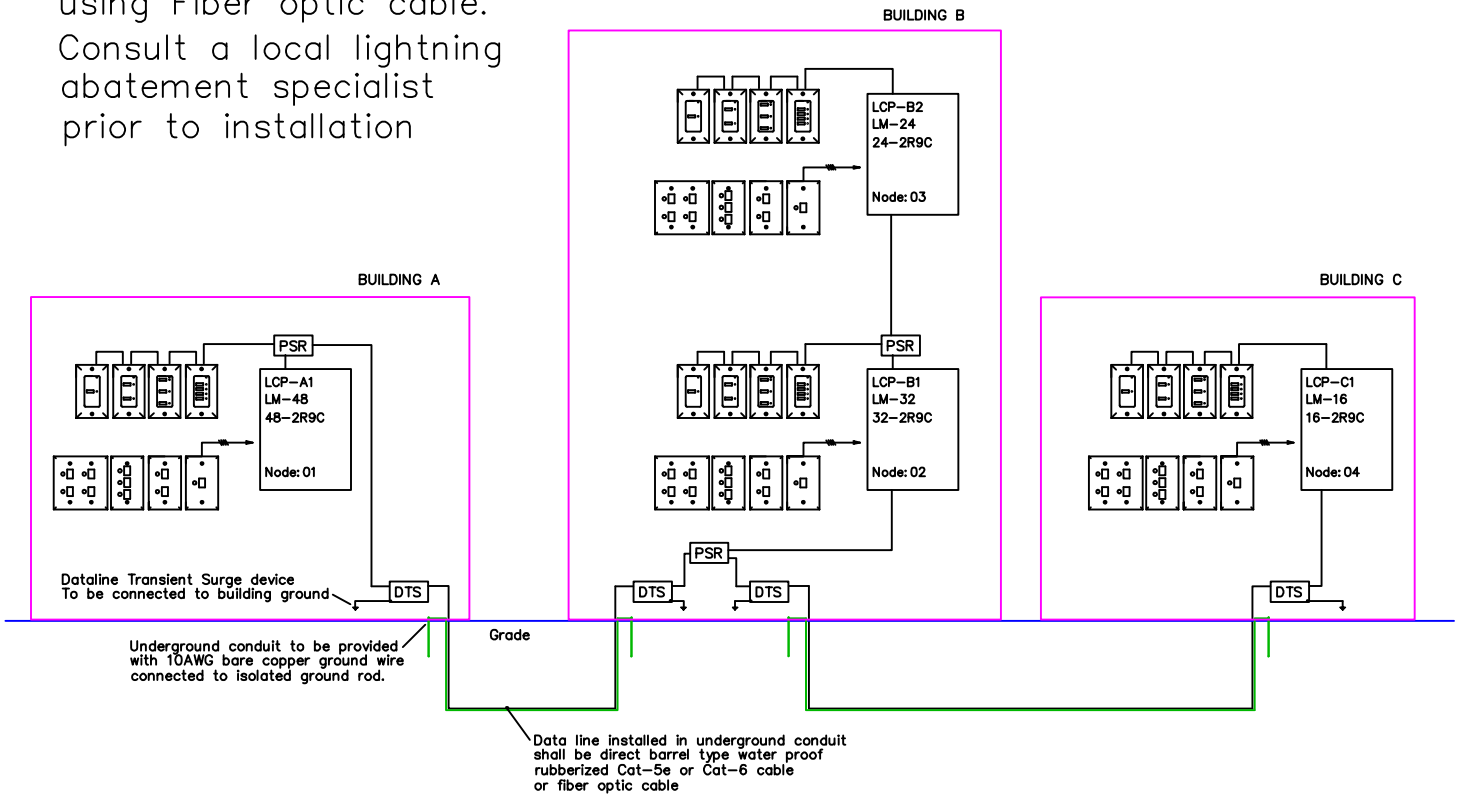 using Fiber optic cable.
Consult a local lightning
abatement specialist
prior to installation
BUILDING B
LCP-B2
LM-24
24-2R9C
Node: 03
BUILDING A
PSR
LCP-A1
LM-48
48-2R9C
Node: 01
PSR
LCP-B1
LM-32
32-2R9C
Node: 02
BUILDING C
LCP-C1
LM-16
16-2R9C
Node: 04
PSR
Dataline Transient Surge device
To be connected to building ground
DTS
DTS
DTS
DTS
Grade
Underground conduit to be provided
with 10AWG bare copper ground wire
connected to isolated ground rod.
Data line installed in underground conduit
shall be direct barrel type water proof
rubberized Cat-5e or Cat-6 cable
or fiber optic cable